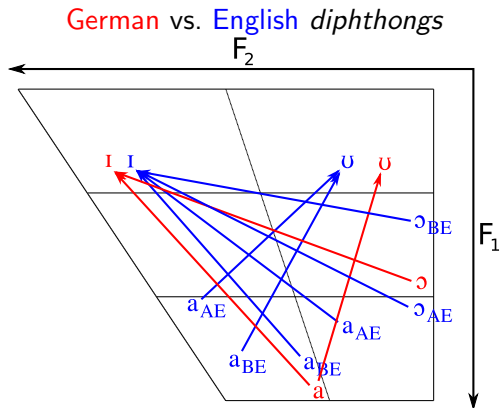 German vs. English diphthongs
F2
ɪ ɪ ʊ ʊ
ɔBE
F1
ɔ
aAE ɔAE
aAE
aBE aBE
a